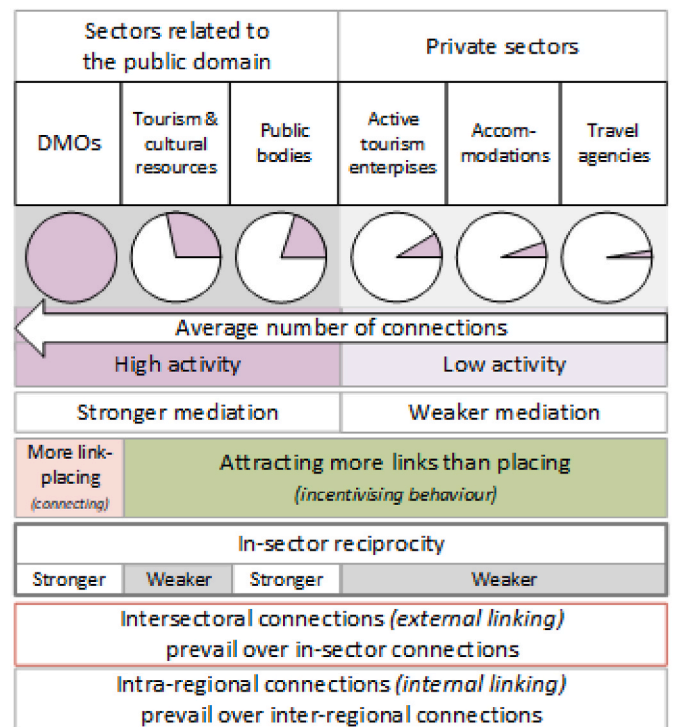 Sectors related to
the public domain
Private sectors
DMOs
Tourism &
cultural
resources
Public
bodies
Active
tourism
enterpises
Accom-
modations
Travel
agencies
Average number of connections
High activity
Low activity
Stronger mediation
Weaker mediation
More link-
placing
(connecting)
Attracting more links than placing
(incentivising behaviour)
In-sector reciprocity
Stronger
Weaker
Stronger
Weaker
Intersectoral connections (external linking)
prevail over in-sector connections
Intra-regional connections (internal linking)
prevail over inter-regional connections